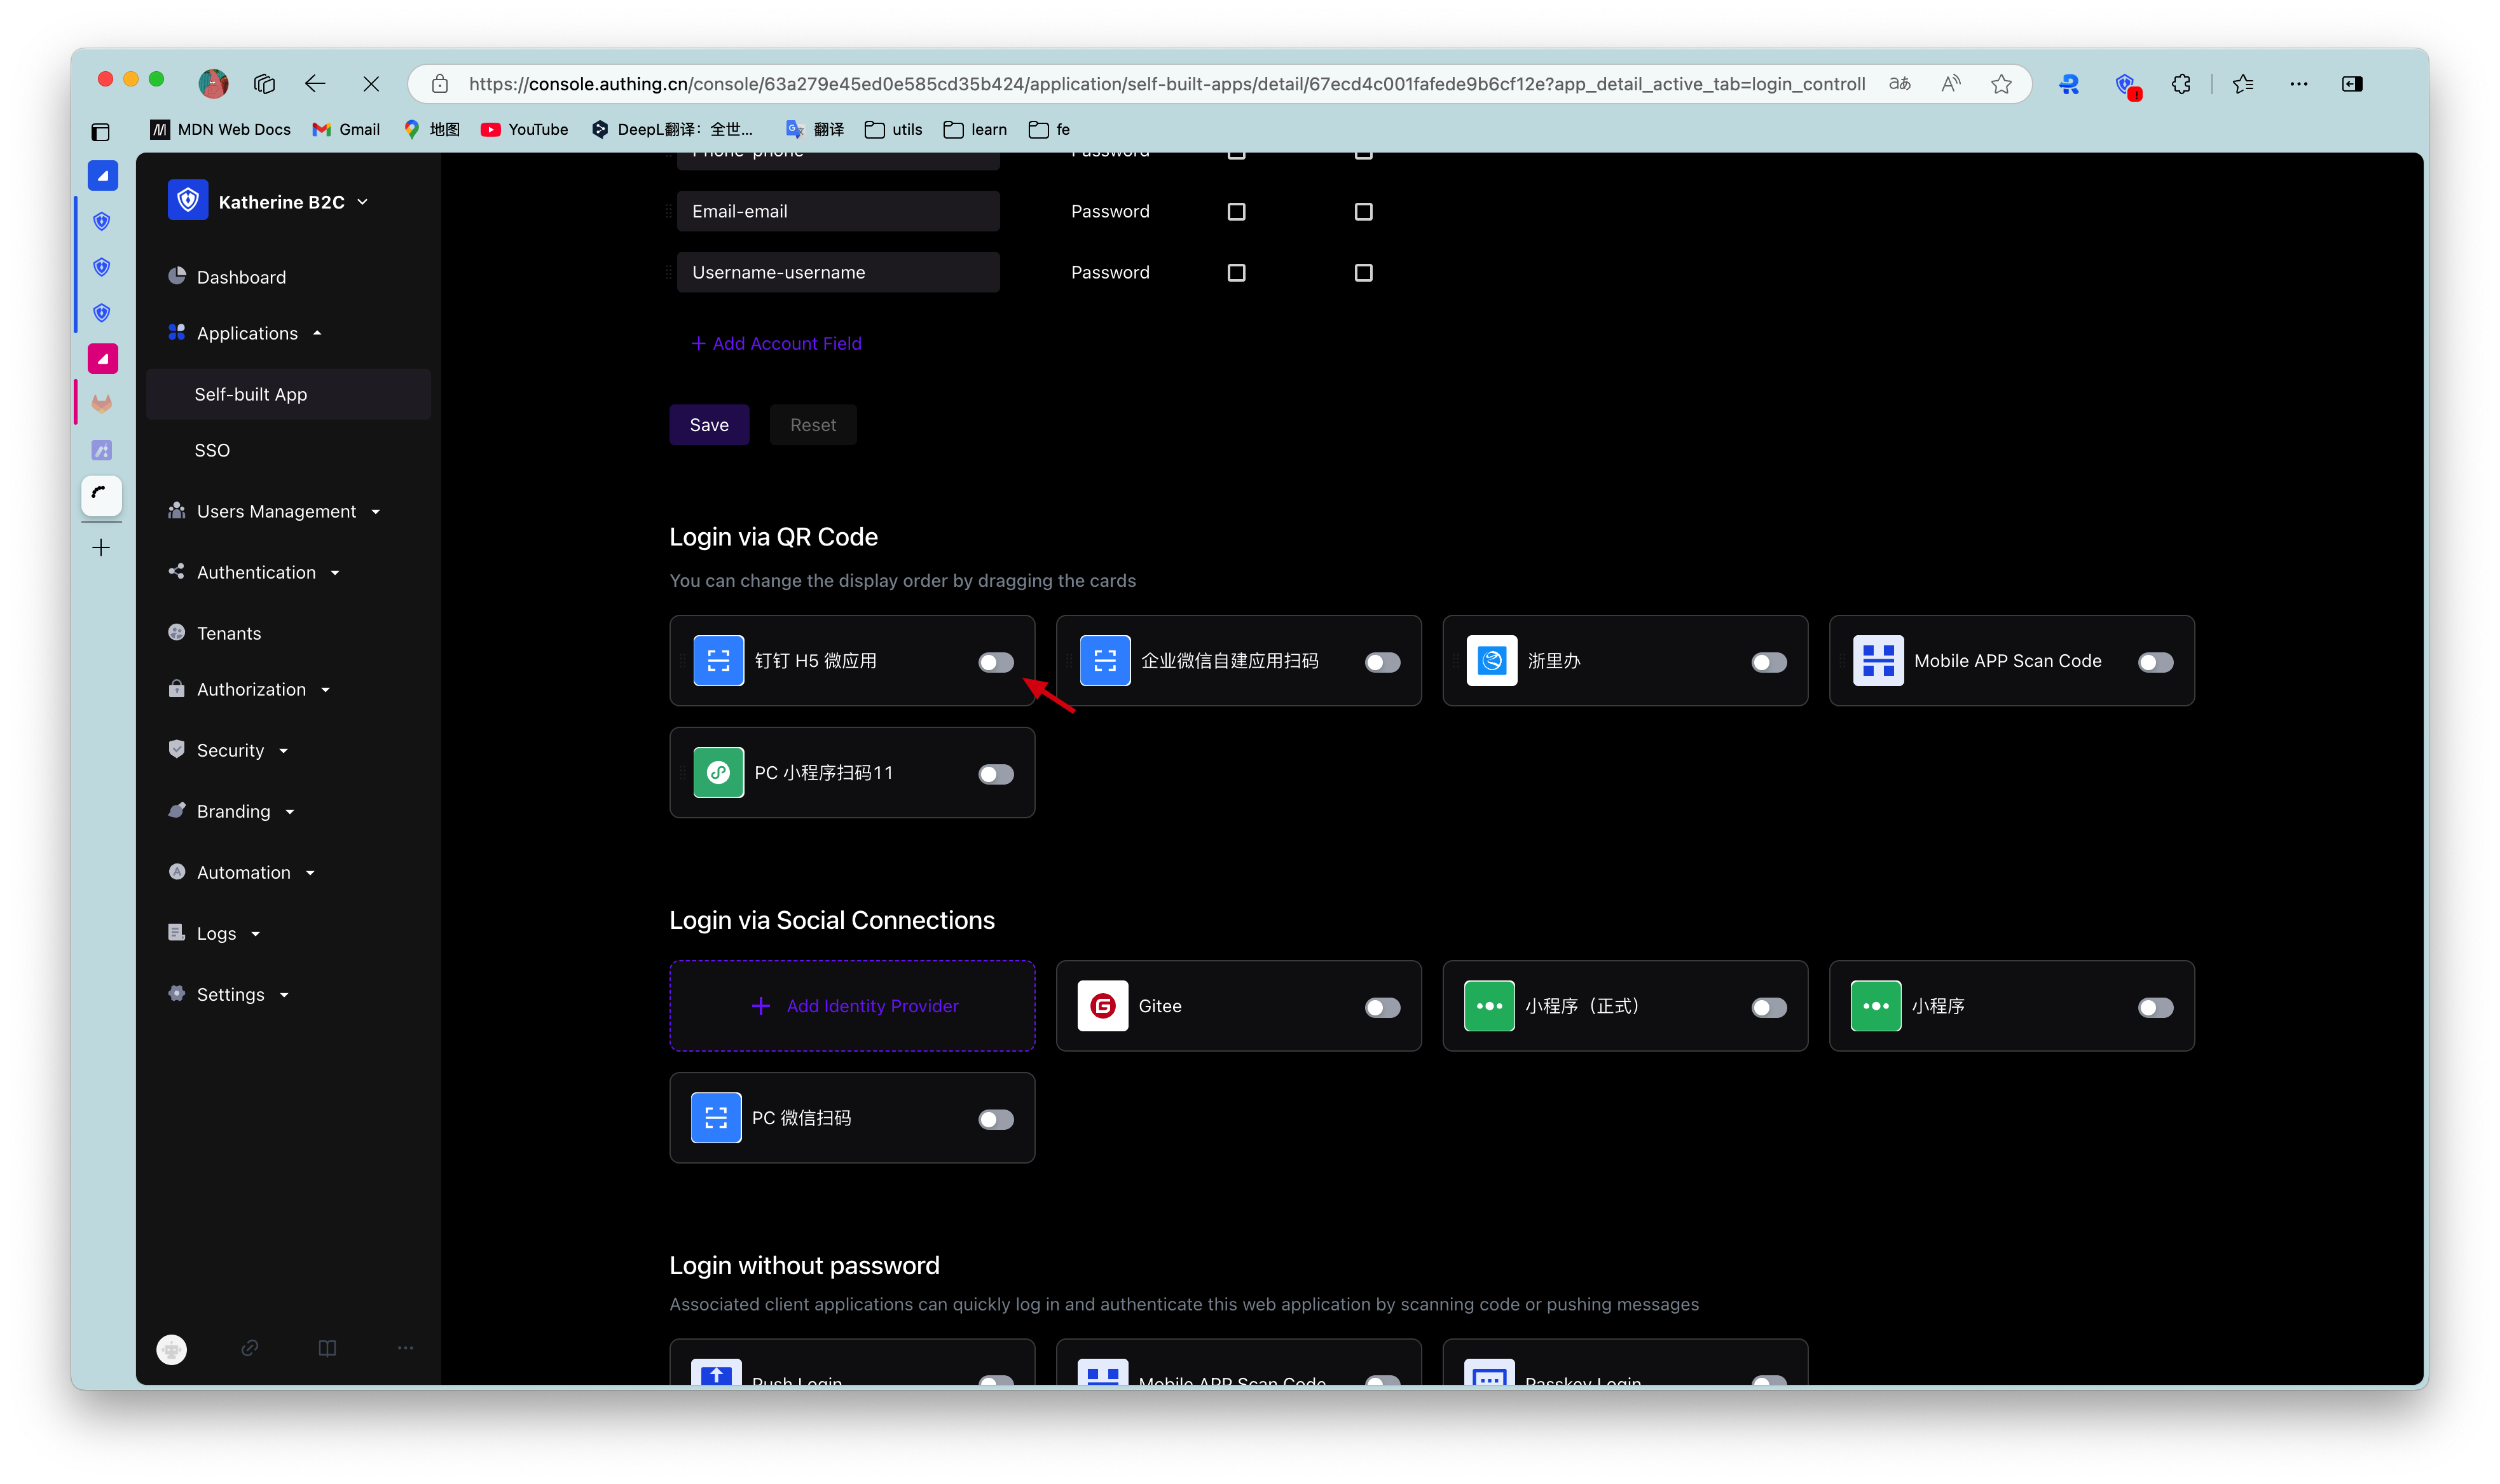 https://console.authing.cn/console/63a279e45ed0e585cd35b424/application/self-built-apps/detail/67ecd4c001fafede9b6cf12e?app_detail_active_tab=login_controll
MDN Web Docs
Gmail
地图
YouTube
DeepL翻译：全世...
翻译
utils
learn
fe
Katherine B2C
Dashboard
Applications
Self-built App
SSO
Users Management
Authentication
Tenants
Authorization
Security
Branding
Automation
Logs
Settings
Phone-phone Password
Email-email Password
Username-username Password
+ Add Account Field
Save Reset
Login via QR Code
You can change the display order by dragging the cards
钉钉 H5 微应用
企业微信自建应用扫码
浙里办
Mobile APP Scan Code
PC 小程序扫码11
Login via Social Connections
+ Add Identity Provider
Gitee
小程序（正式）
小程序
PC 微信扫码
Login without password
Associated client applications can quickly log in and authenticate this web application by scanning code or pushing messages
Push Login
Mobile APP Scan Code
Passkey Login